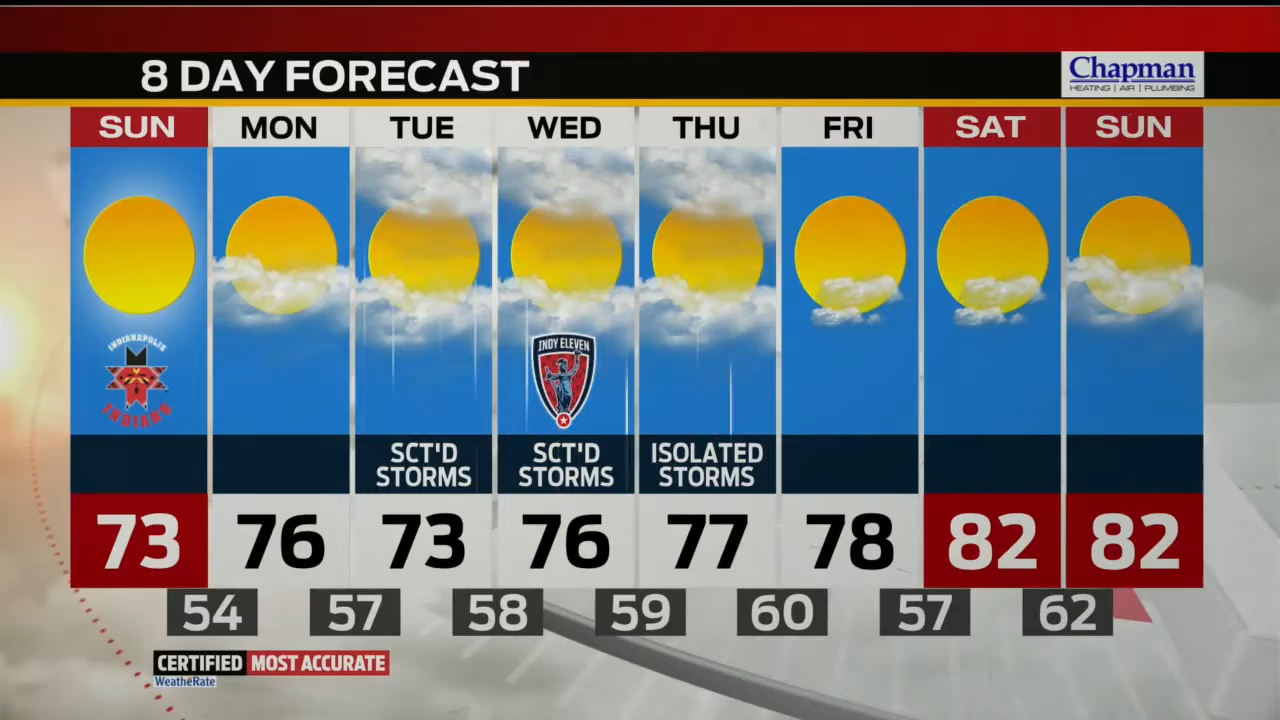 8 DAY FORECAST
Chapman
HEATING | AIR | PLUMBING
SUN MON TUE WED THU FRI SAT SUN
INDIANAPOLIS
INDIANS
INDY ELEVEN
SCT'D SCT'D ISOLATED
STORMS STORMS STORMS
73 76 73 76 77 78 82 82
54 57 58 59 60 57 62
CERTIFIED MOST ACCURATE
WeatheRate